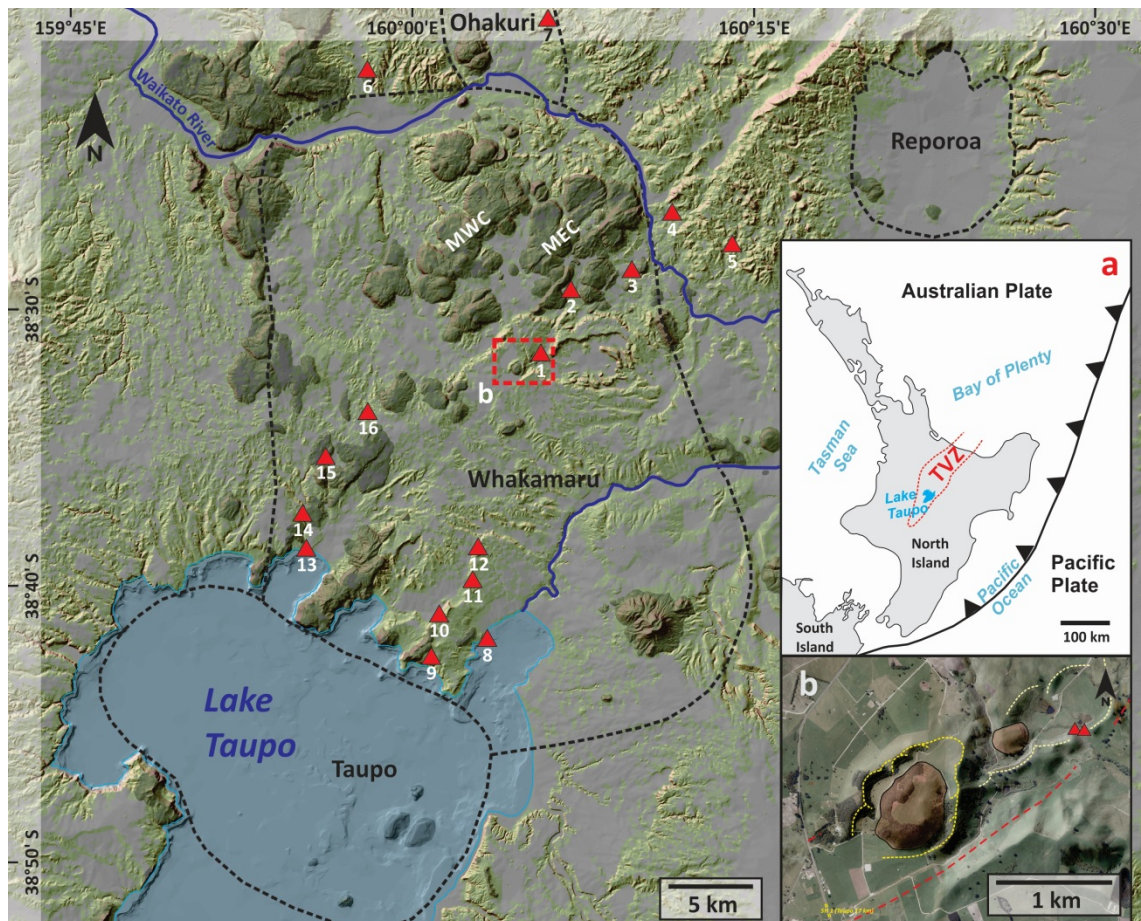 159°45'E
160°00'E
160°15'E
160°30'E
Ohakuri
7
6
Waikato River
N
Reporoa
MWC
MEC
4
5
3
2
38°30' S
1
b
16
15
Whakamaru
14
13
12
11
10
8
9
38°40' S
Lake
Taupo
Taupo
38°50' S
5 km
a
Australian Plate
Bay of Plenty
Tasman
Sea
TVZ
Lake
Taupo
North
Island
Pacific
Ocean
Pacific
Plate
South
Island
100 km
b
N
1 km